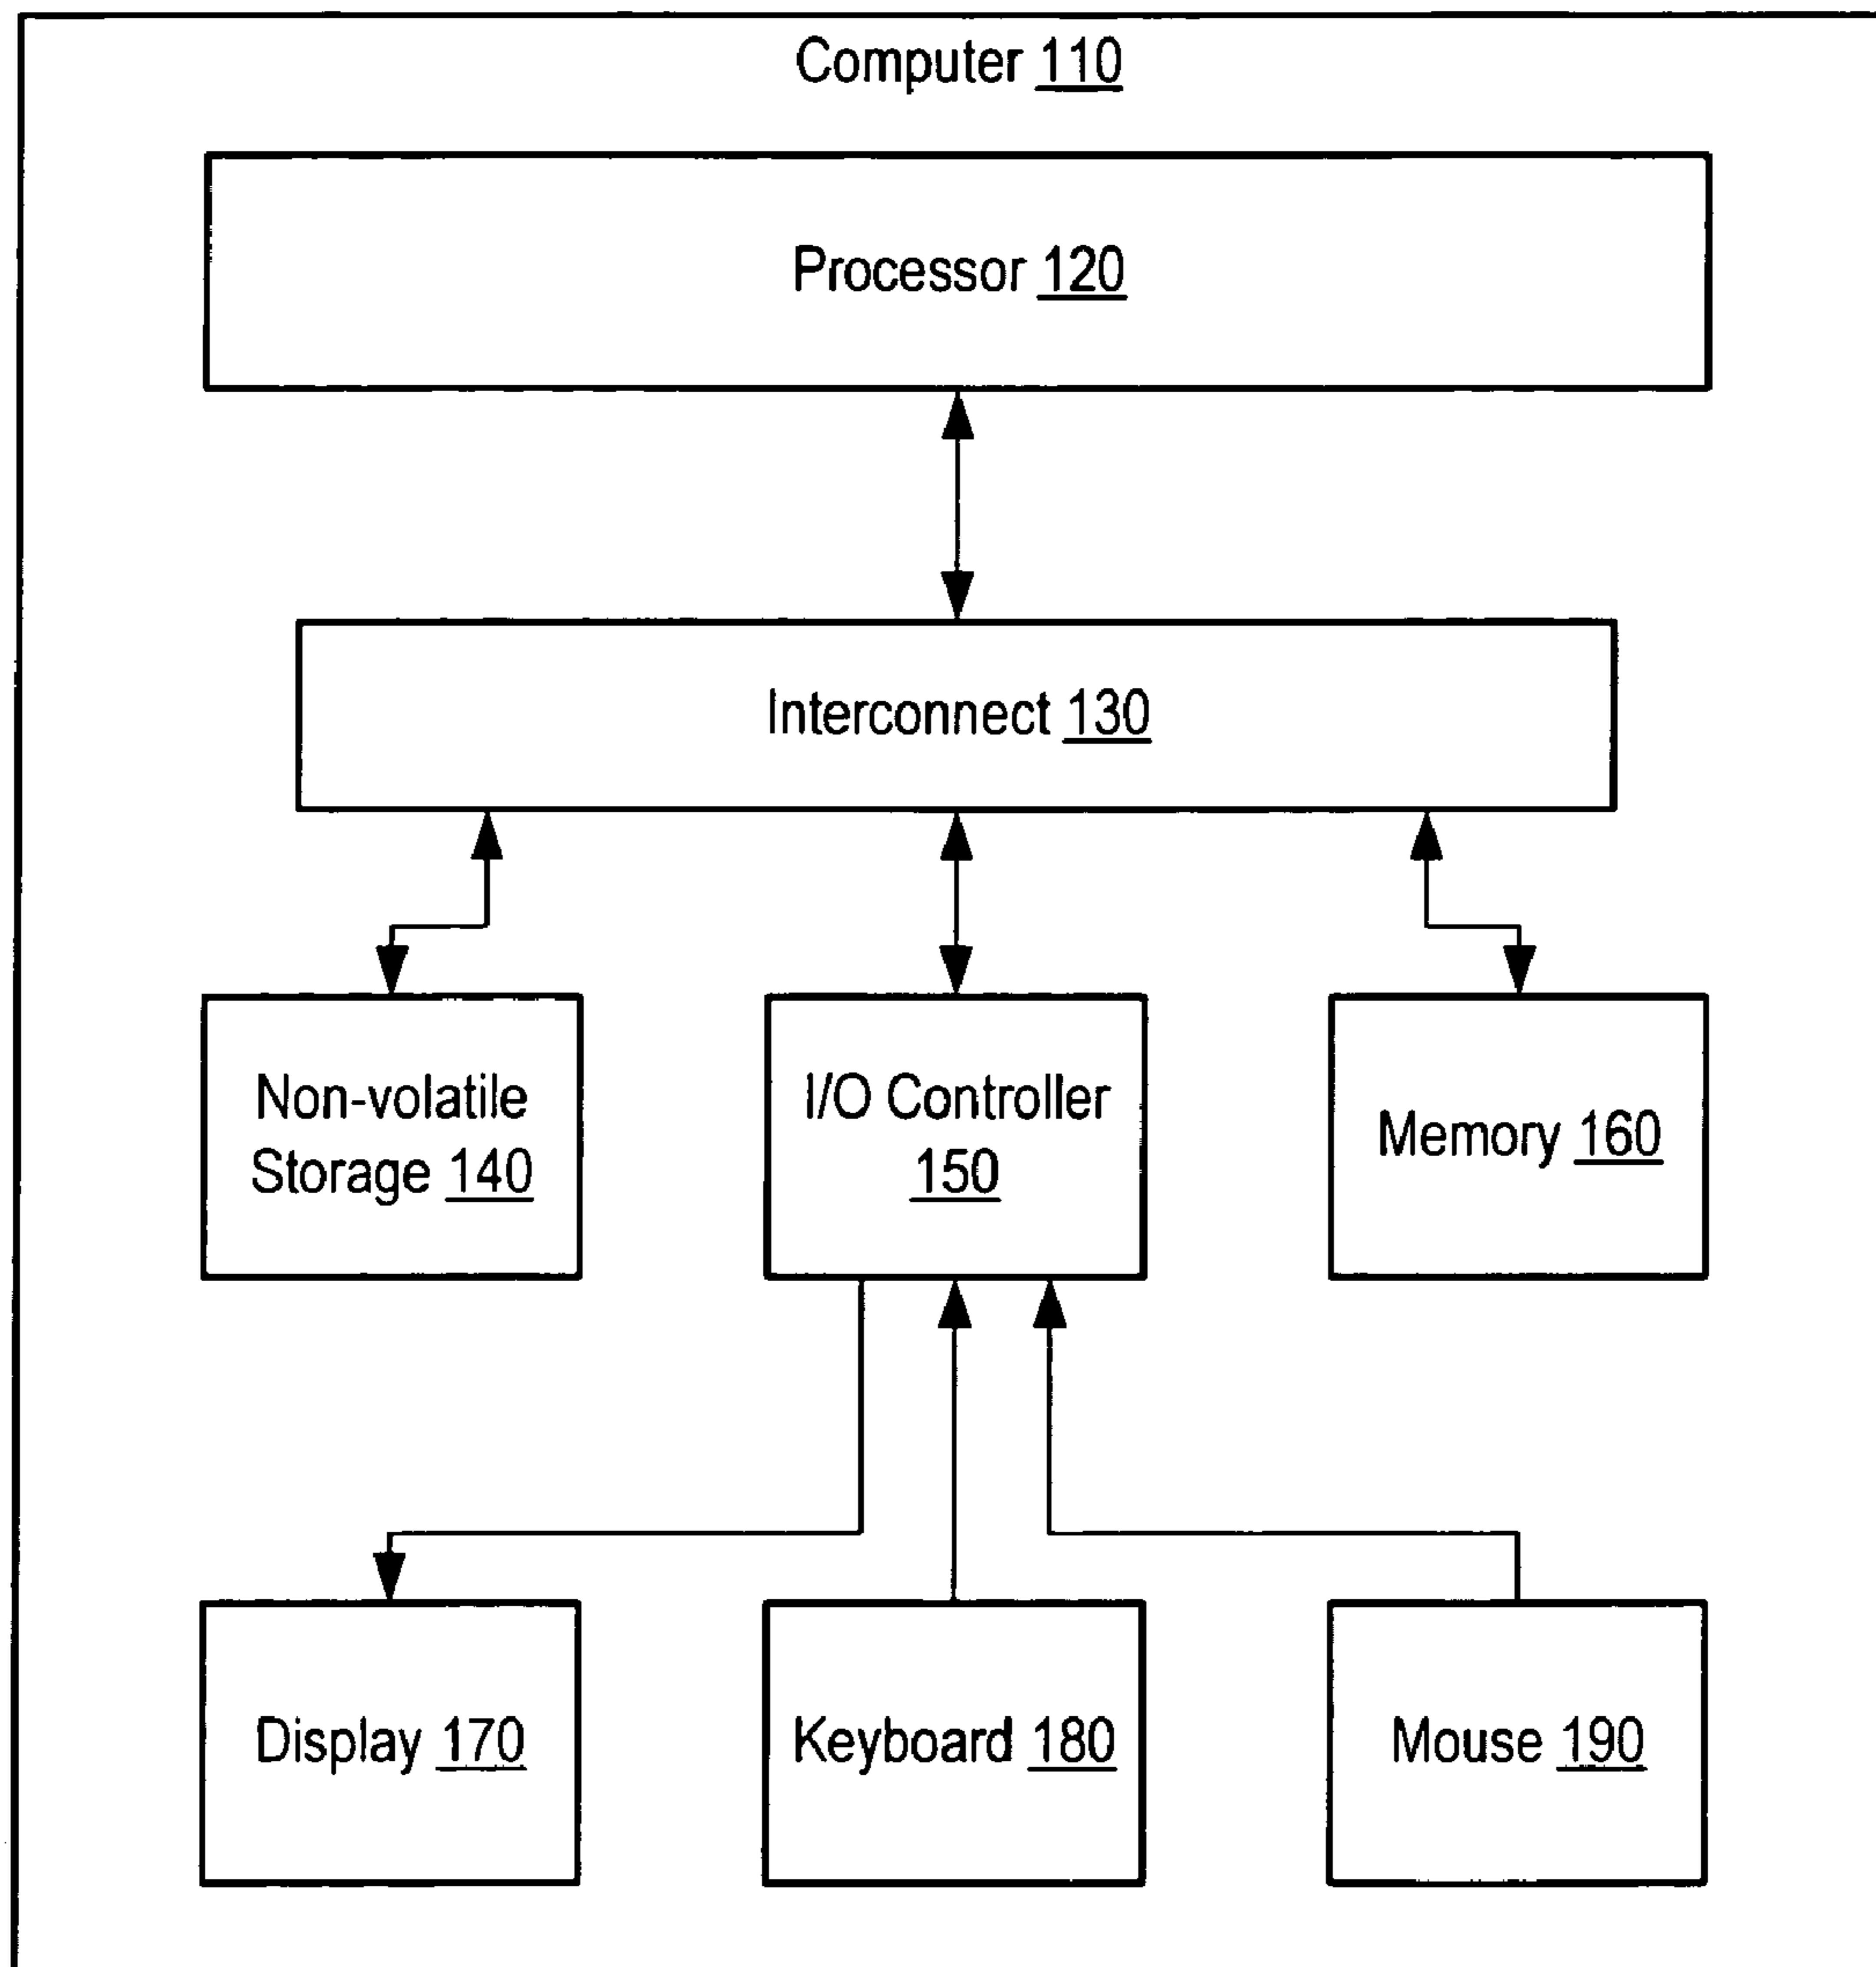 Computer 110
Processor 120
Interconnect 130
Non-volatile
Storage 140
I/O Controller
150
Memory 160
Display 170
Keyboard 180
Mouse 190